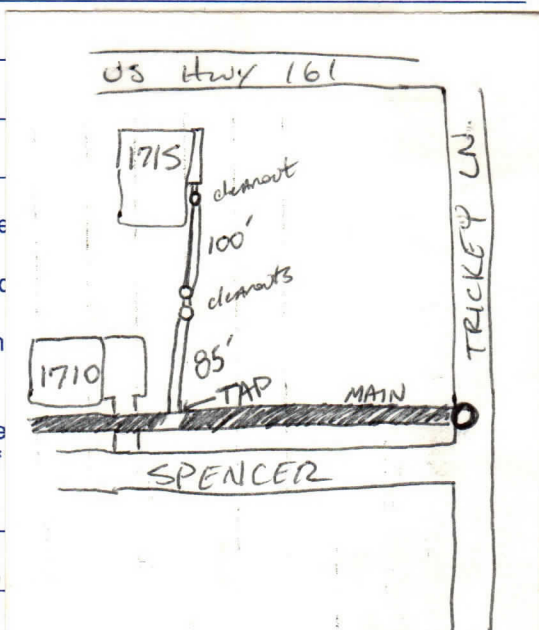 US Hwy 161
TRICKEY LN.
1715
cleanout
100'
cleanouts
85'
1710
TAP
MAIN
SPENCER